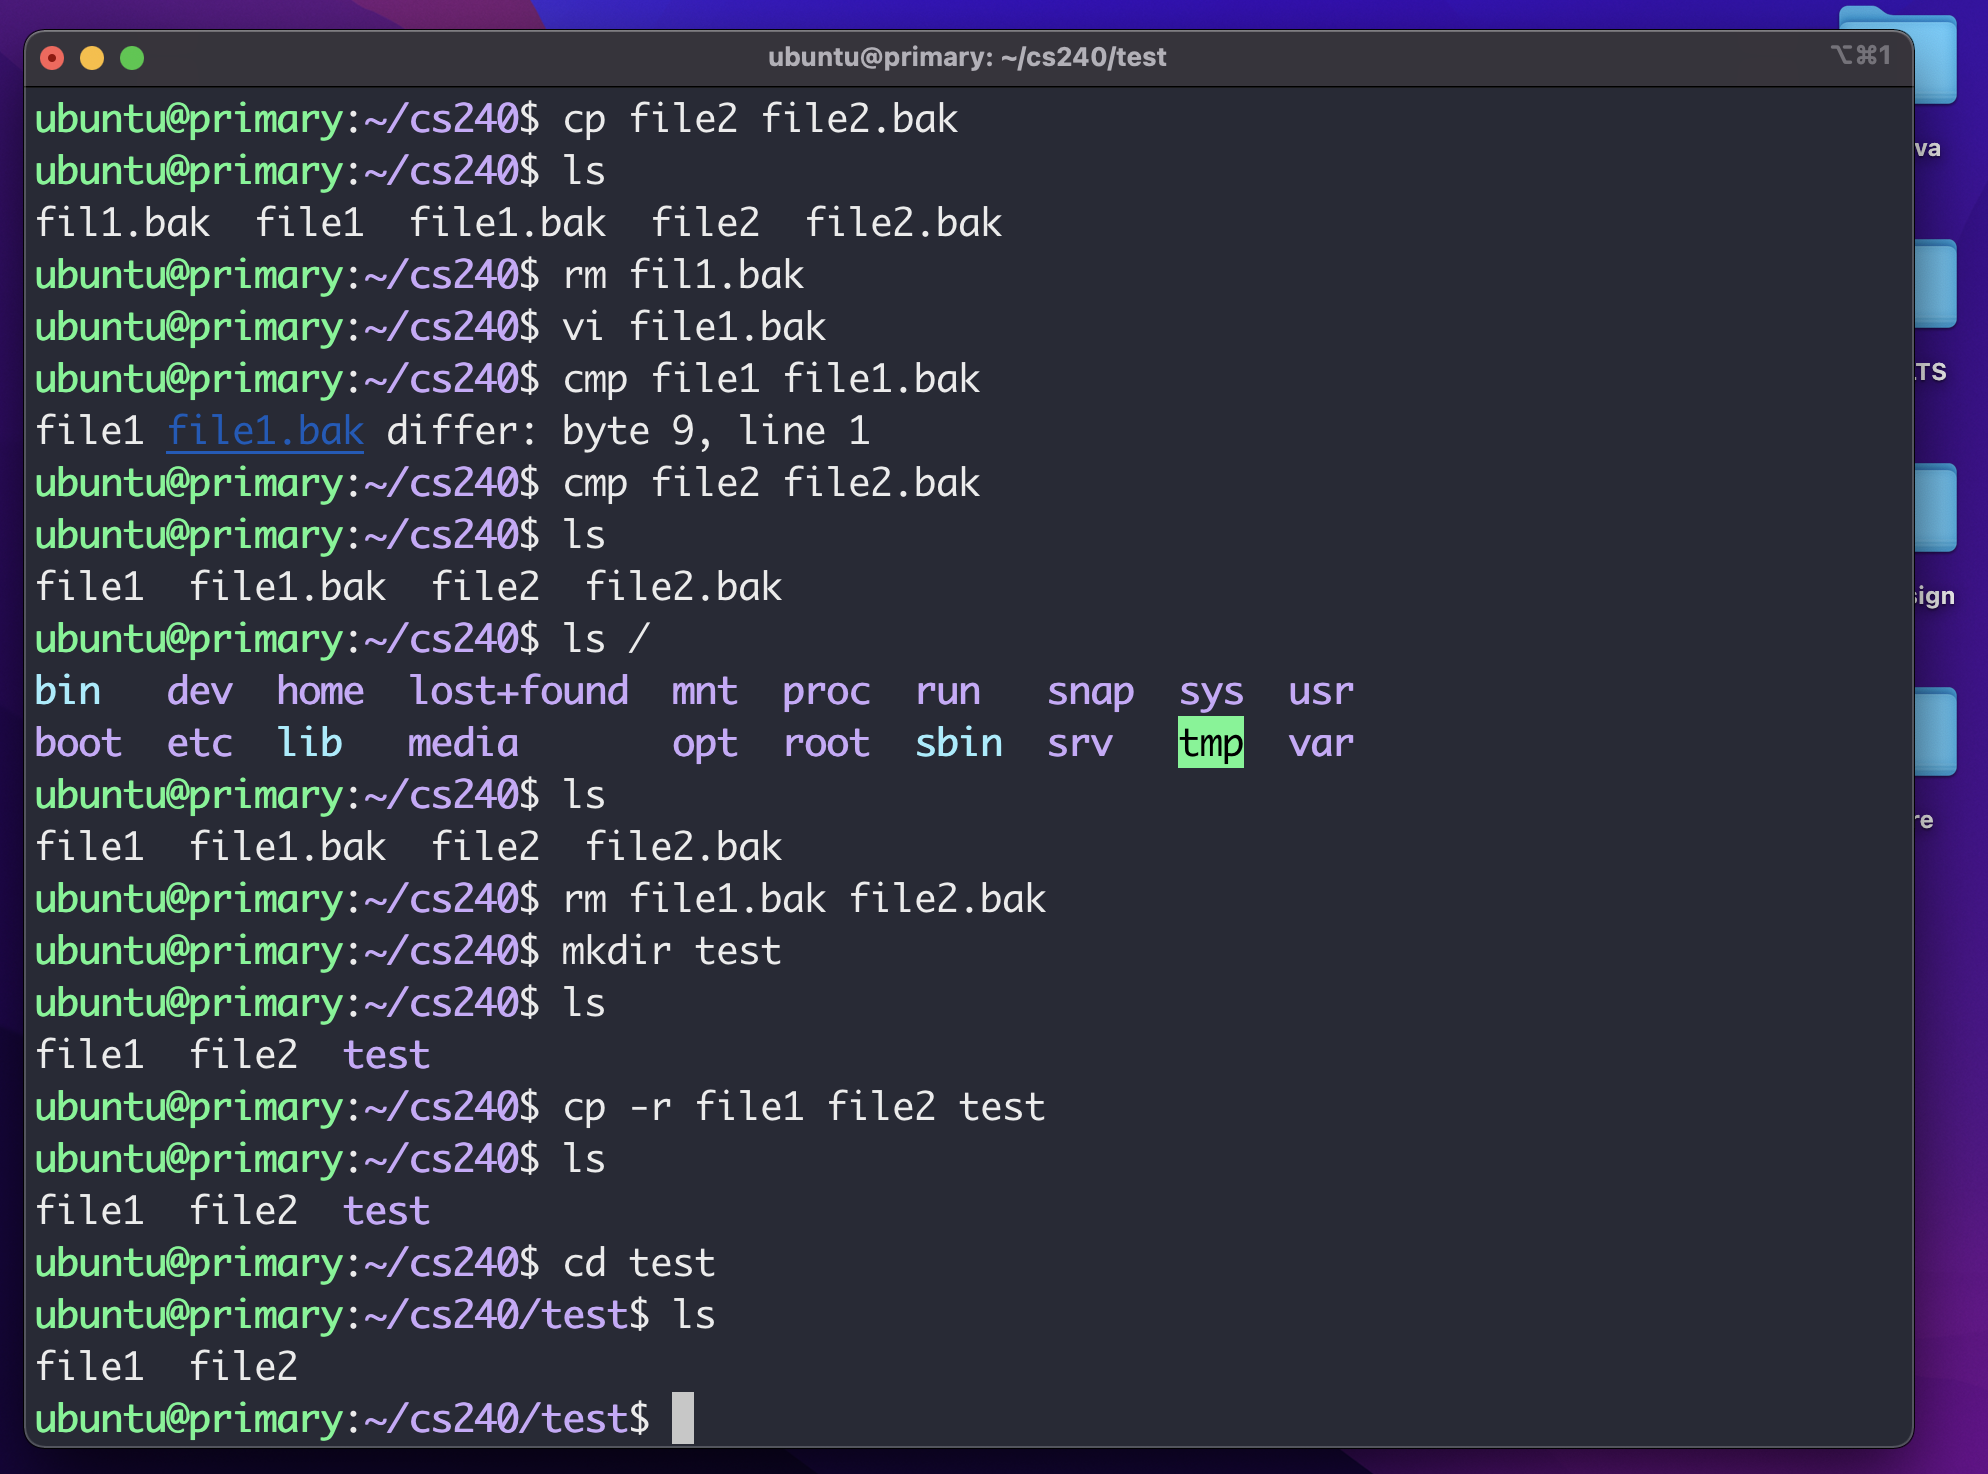 ubuntu@primary: ~/cs240/test
⌥⌘1
ubuntu@primary:~/cs240$ cp file2 file2.bak
ubuntu@primary:~/cs240$ ls
fil1.bak  file1  file1.bak  file2  file2.bak
ubuntu@primary:~/cs240$ rm fil1.bak
ubuntu@primary:~/cs240$ vi file1.bak
ubuntu@primary:~/cs240$ cmp file1 file1.bak
file1 file1.bak differ: byte 9, line 1
ubuntu@primary:~/cs240$ cmp file2 file2.bak
ubuntu@primary:~/cs240$ ls
file1  file1.bak  file2  file2.bak
ubuntu@primary:~/cs240$ ls /
bin   dev  home  lost+found  mnt  proc  run   snap  sys  usr
boot  etc  lib   media       opt  root  sbin  srv   tmp  var
ubuntu@primary:~/cs240$ ls
file1  file1.bak  file2  file2.bak
ubuntu@primary:~/cs240$ rm file1.bak file2.bak
ubuntu@primary:~/cs240$ mkdir test
ubuntu@primary:~/cs240$ ls
file1  file2  test
ubuntu@primary:~/cs240$ cp -r file1 file2 test
ubuntu@primary:~/cs240$ ls
file1  file2  test
ubuntu@primary:~/cs240$ cd test
ubuntu@primary:~/cs240/test$ ls
file1  file2
ubuntu@primary:~/cs240/test$